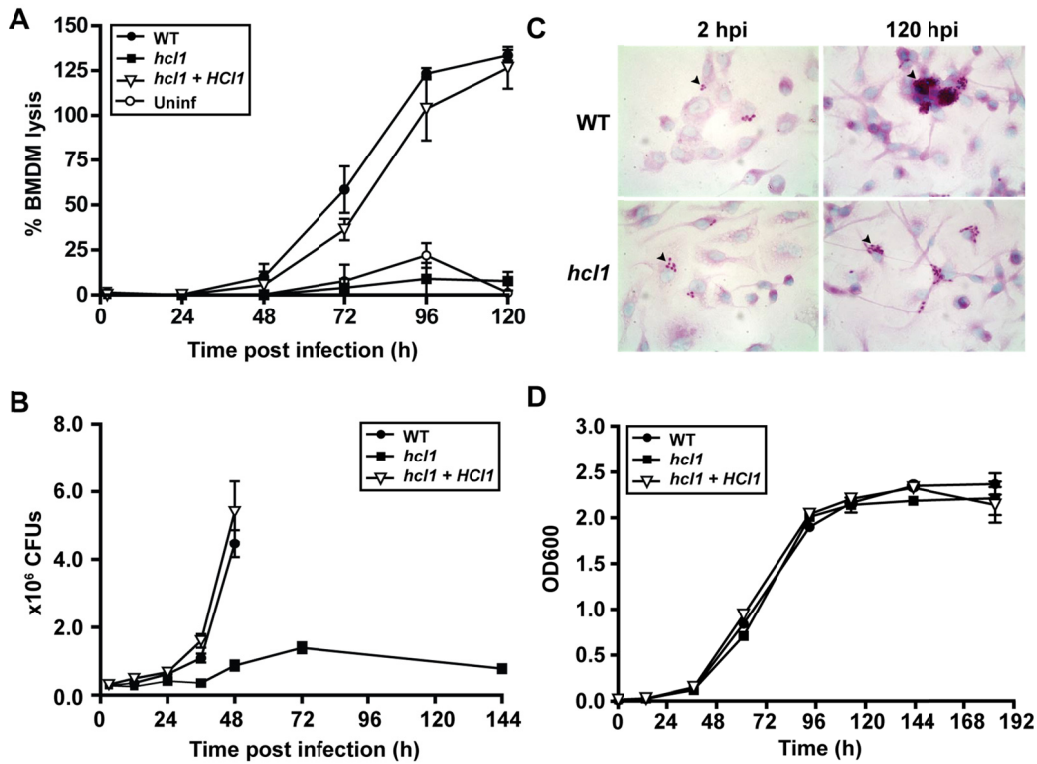 A
150
125
100
75
50
25
0
% BMDM lysis
WT
hcl1
hcl1 + HCl1
Uninf
0 24 48 72 96 120
Time post infection (h)
B
8.0
6.0
4.0
2.0
0.0
x10⁶ CFUs
WT
hcl1
hcl1 + HCl1
0 24 48 72 96 120 144
Time post infection (h)
C
2 hpi 120 hpi
WT
hcl1
D
3.0
2.5
2.0
1.5
1.0
0.5
0.0
OD600
WT
hcl1
hcl1 + HCl1
0 24 48 72 96 120 144 168 192
Time (h)